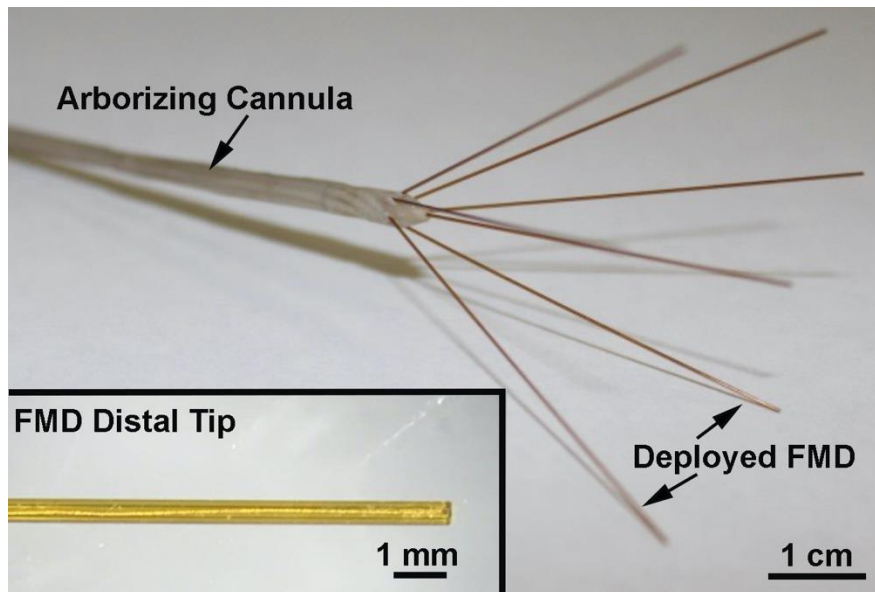 Arborizing Cannula
FMD Distal Tip
Deployed FMD
1 mm
1 cm